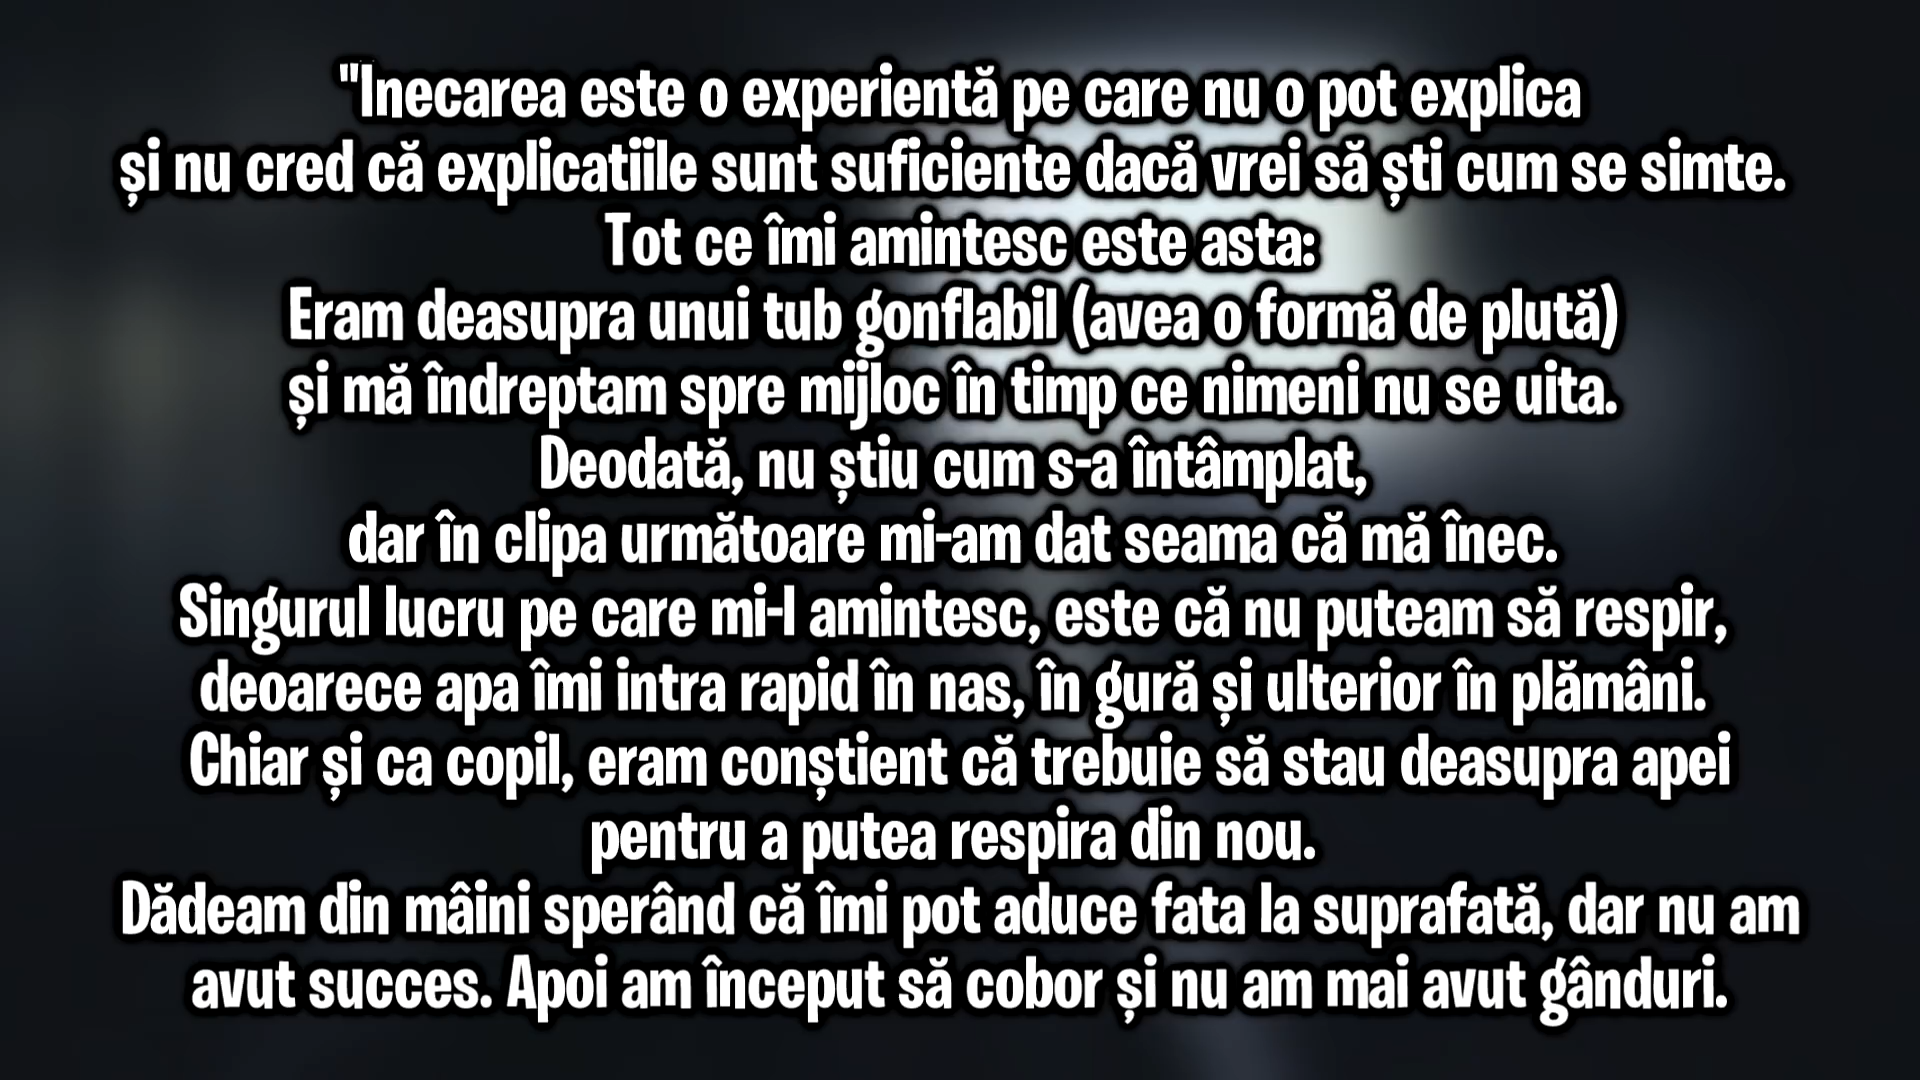 "Inecarea este o experientă pe care nu o pot explica
și nu cred că explicatiile sunt suficiente dacă vrei să ști cum se simte.
Tot ce îmi amintesc este asta:
Eram deasupra unui tub gonflabil (avea o formă de plută)
și mă îndreptam spre mijloc în timp ce nimeni nu se uita.
Deodată, nu știu cum s-a întâmplat,
dar în clipa următoare mi-am dat seama că mă înec.
Singurul lucru pe care mi-l amintesc, este că nu puteam să respir,
deoarece apa îmi intra rapid în nas, în gură și ulterior în plămâni.
Chiar și ca copil, eram conștient că trebuie să stau deasupra apei
pentru a putea respira din nou.
Dădeam din mâini sperând că îmi pot aduce fata la suprafată, dar nu am
avut succes. Apoi am început să cobor și nu am mai avut gânduri.